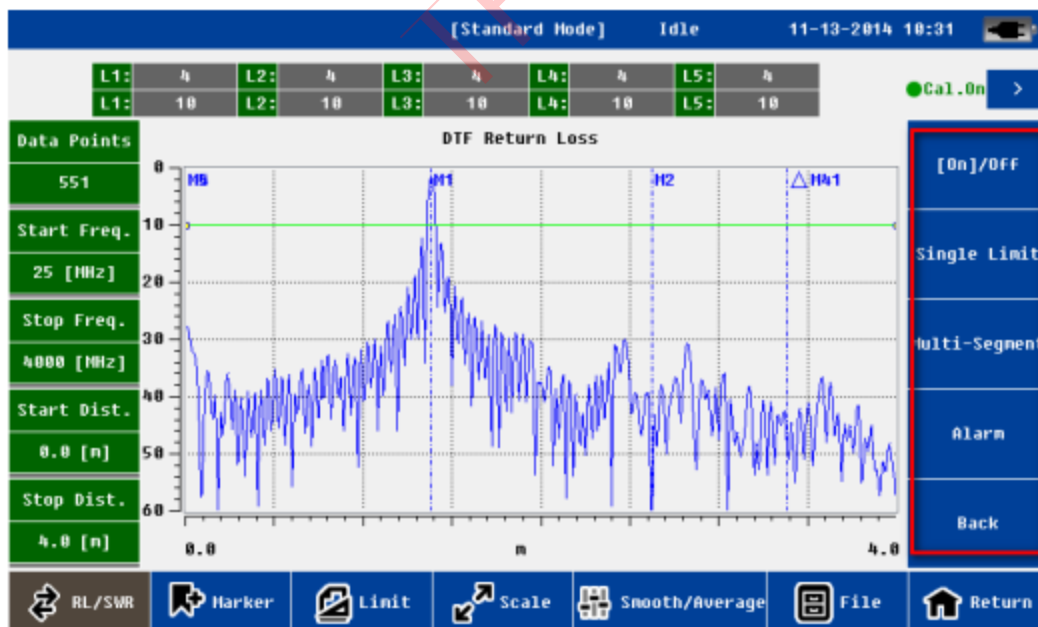 [Standard Mode] Idle 11-13-2014 10:31
L1: 4 L2: 4 L3: 4 L4: 4 L5: 4
L1: 10 L2: 10 L3: 10 L4: 10 L5: 10
Cal.On >
Data Points
551
Start Freq.
25 [MHz]
Stop Freq.
4000 [MHz]
Start Dist.
0.0 [m]
Stop Dist.
4.0 [m]
DTF Return Loss
0
10
20
30
40
50
60
M1
M2
0.0 m 4.0
[On]/Off
Single Limit
Multi-Segment
Alarm
Back
RL/SWR Marker Limit Scale Smooth/Average File Return